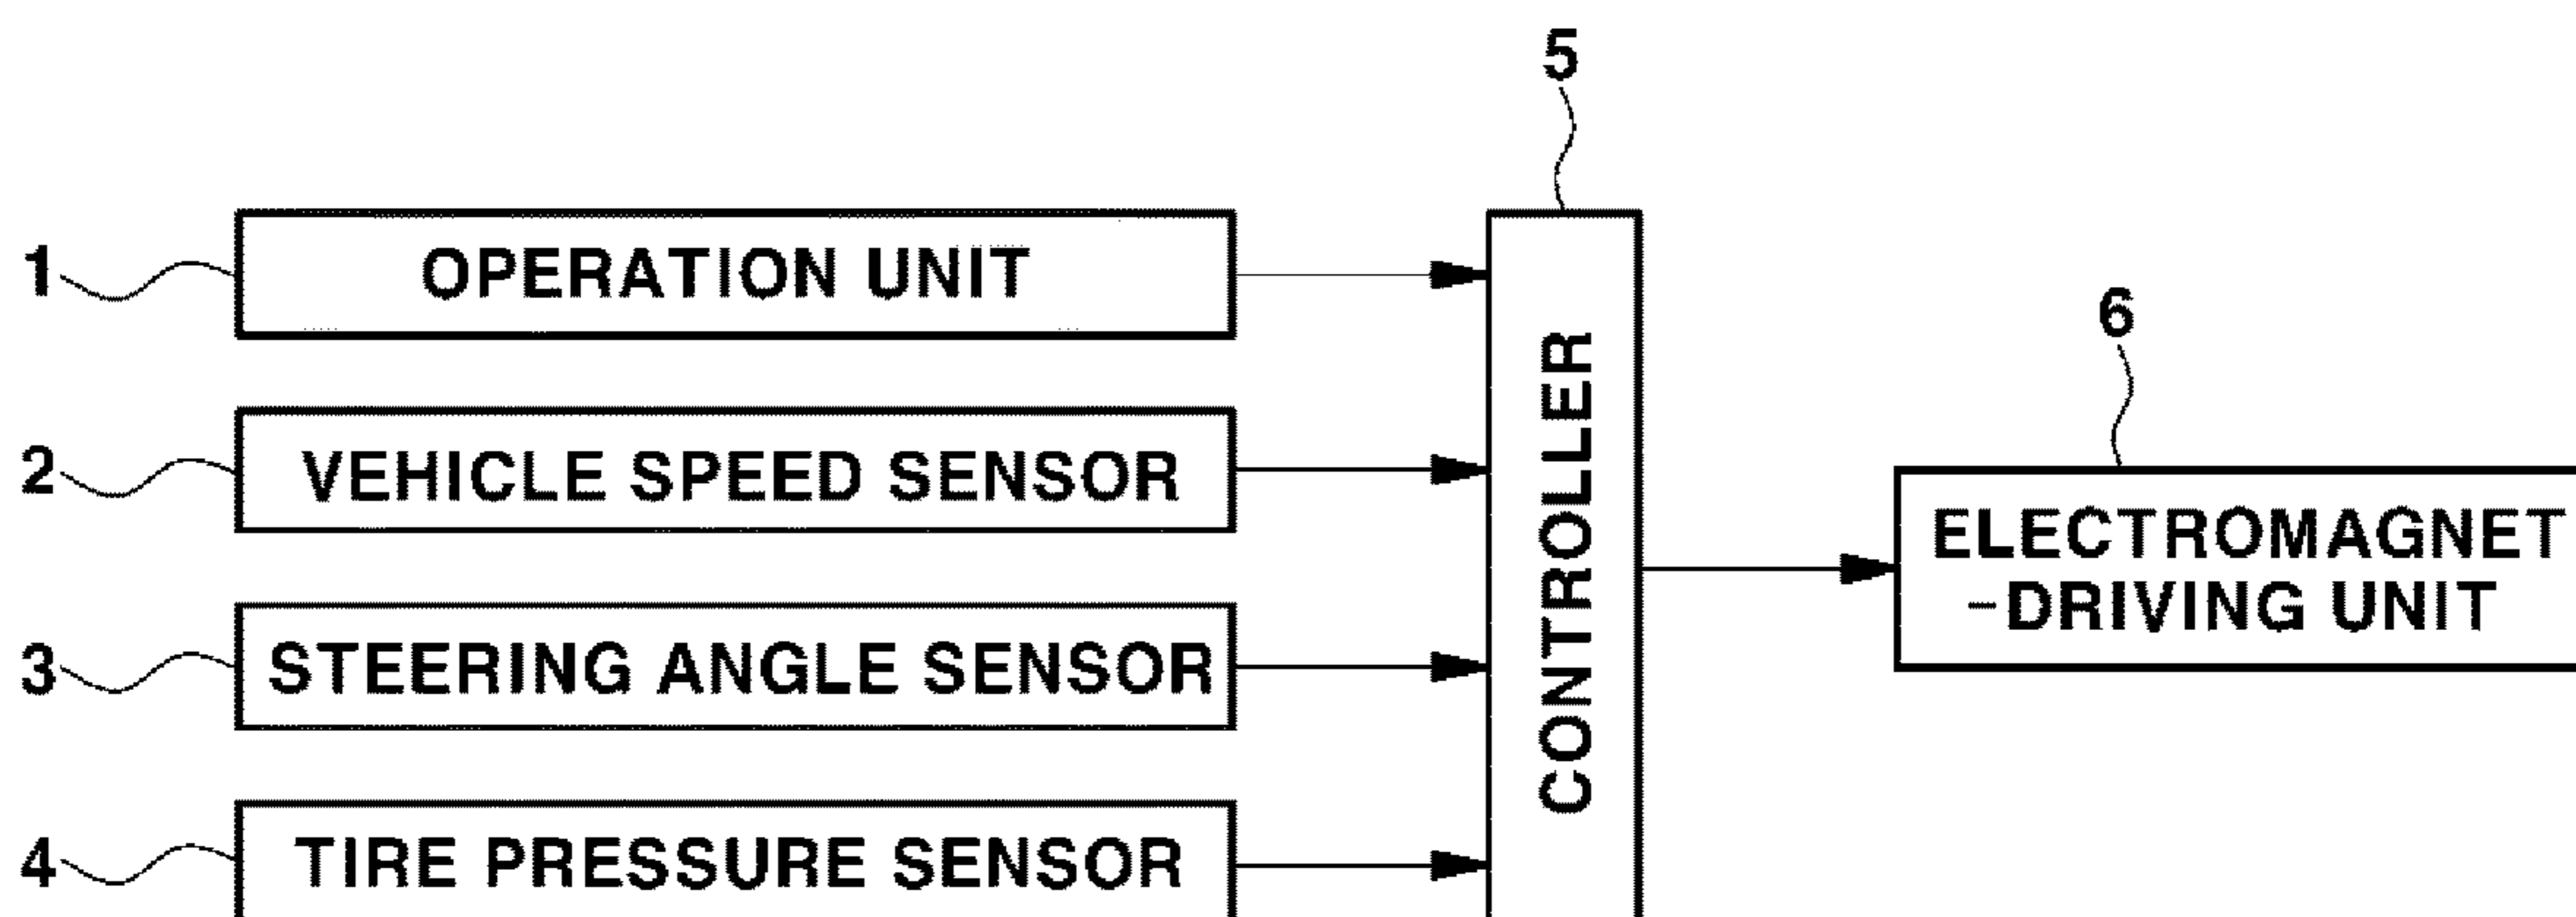 5
1 OPERATION UNIT
6
2 VEHICLE SPEED SENSOR
CONTROLLER
ELECTROMAGNET
-DRIVING UNIT
3 STEERING ANGLE SENSOR
4 TIRE PRESSURE SENSOR